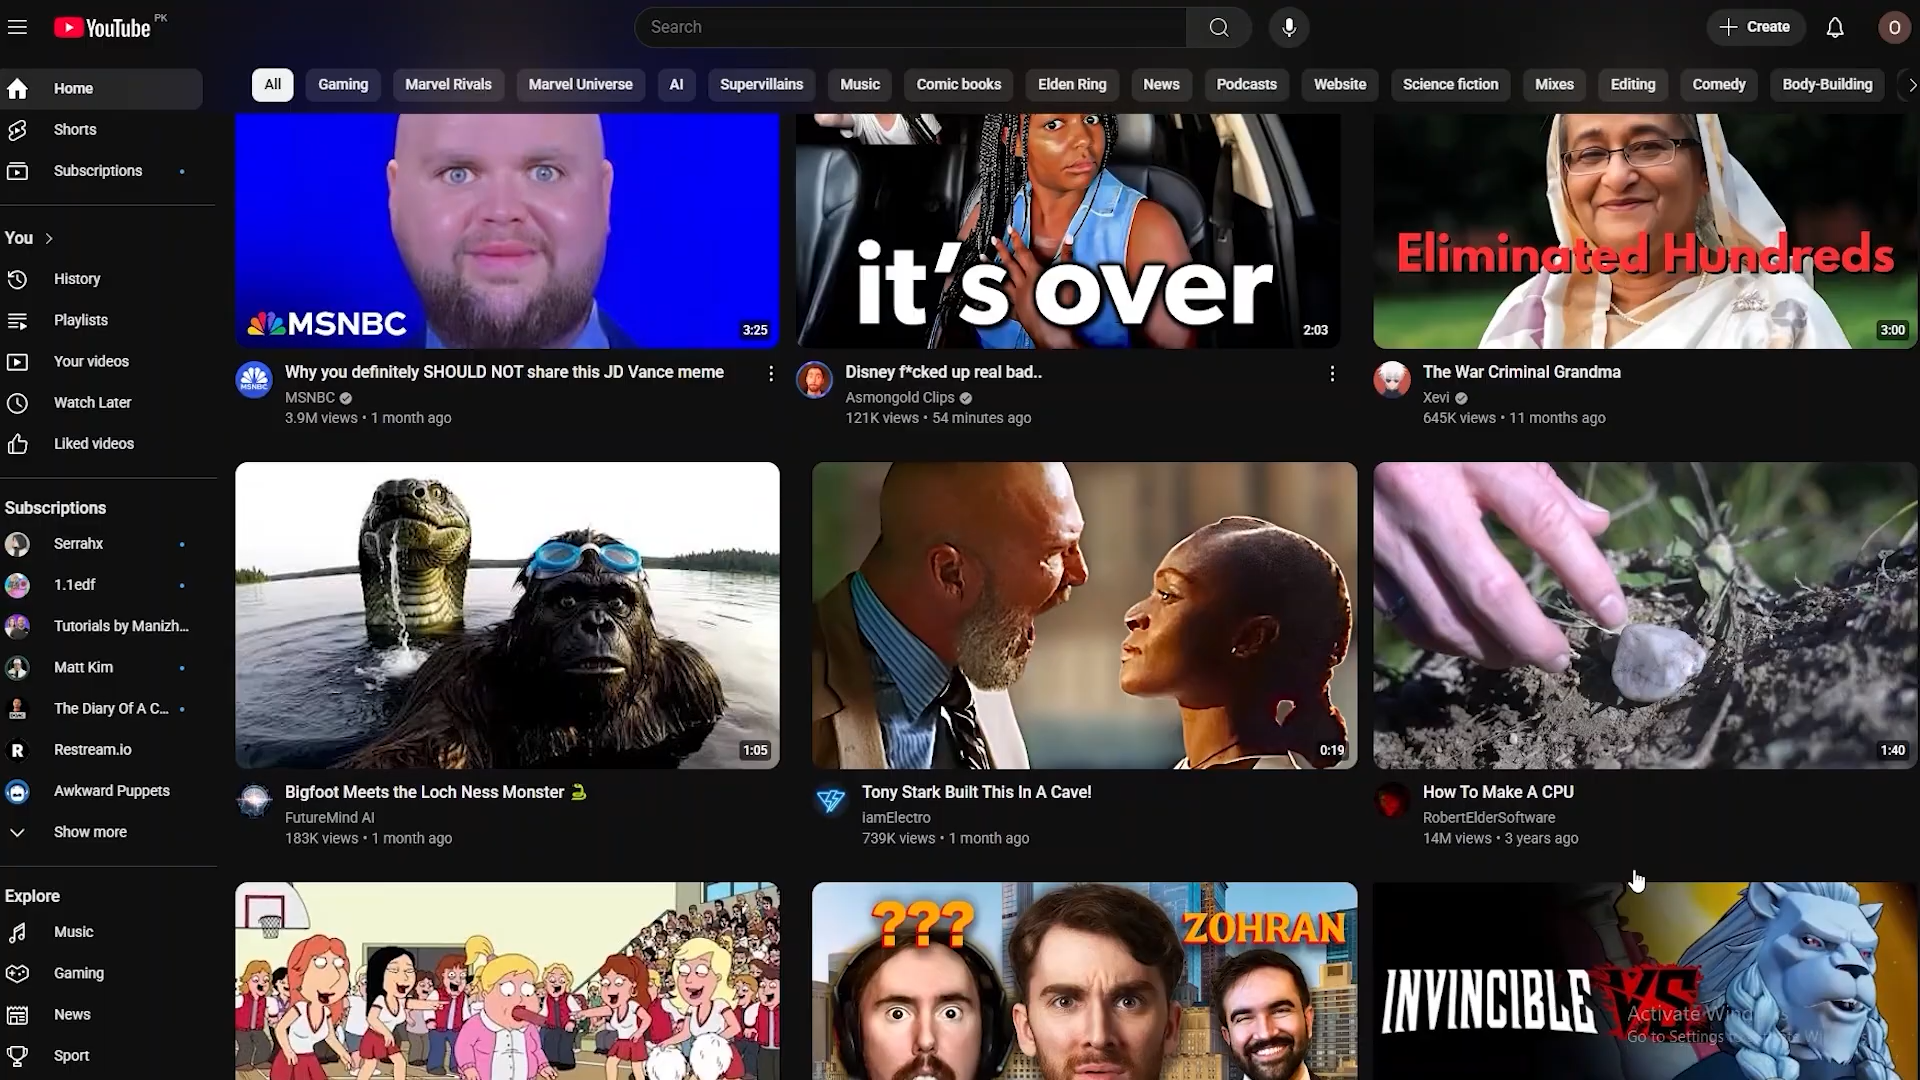 YouTube PK
Search
Create
O
Home
Shorts
Subscriptions
You
History
Playlists
Your videos
Watch Later
Liked videos
Subscriptions
Serrahx
1.1edf
Tutorials by Manizh...
Matt Kim
The Diary Of A C...
Restream.io
Awkward Puppets
Show more
Explore
Music
Gaming
News
Sport
All
Gaming
Marvel Rivals
Marvel Universe
AI
Supervillains
Music
Comic books
Elden Ring
News
Podcasts
Website
Science fiction
Mixes
Editing
Comedy
Body-Building
MSNBC
3:25
it's over
2:03
Eliminated Hundreds
3:00
MSNBC
Why you definitely SHOULD NOT share this JD Vance meme
MSNBC
3.9M views • 1 month ago
Disney f*cked up real bad..
Asmongold Clips
121K views • 54 minutes ago
The War Criminal Grandma
Xevi
645K views • 11 months ago
1:05
0:19
1:40
Bigfoot Meets the Loch Ness Monster
FutureMind AI
183K views • 1 month ago
Tony Stark Built This In A Cave!
iamElectro
739K views • 1 month ago
How To Make A CPU
RobertElderSoftware
14M views • 3 years ago
???
ZOHRAN
INVINCIBLE VS
Activate Windows
Go to Settings